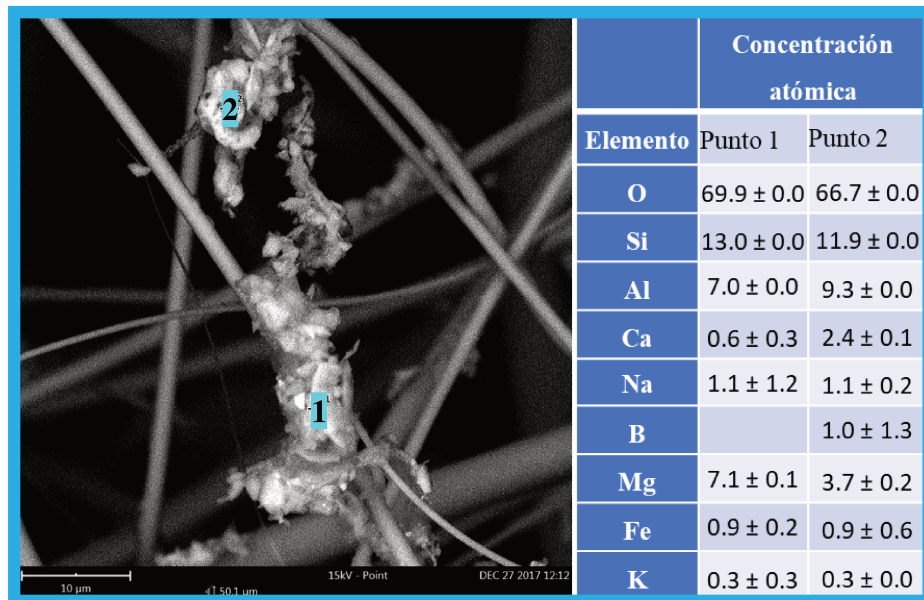 2
1
10 µm
50.1 um
15kV - Point
DEC 27 2017 12:12
Concentración
atómica
Elemento Punto 1 Punto 2
O 69.9 ± 0.0 66.7 ± 0.0
Si 13.0 ± 0.0 11.9 ± 0.0
Al 7.0 ± 0.0 9.3 ± 0.0
Ca 0.6 ± 0.3 2.4 ± 0.1
Na 1.1 ± 1.2 1.1 ± 0.2
B 1.0 ± 1.3
Mg 7.1 ± 0.1 3.7 ± 0.2
Fe 0.9 ± 0.2 0.9 ± 0.6
K 0.3 ± 0.3 0.3 ± 0.0